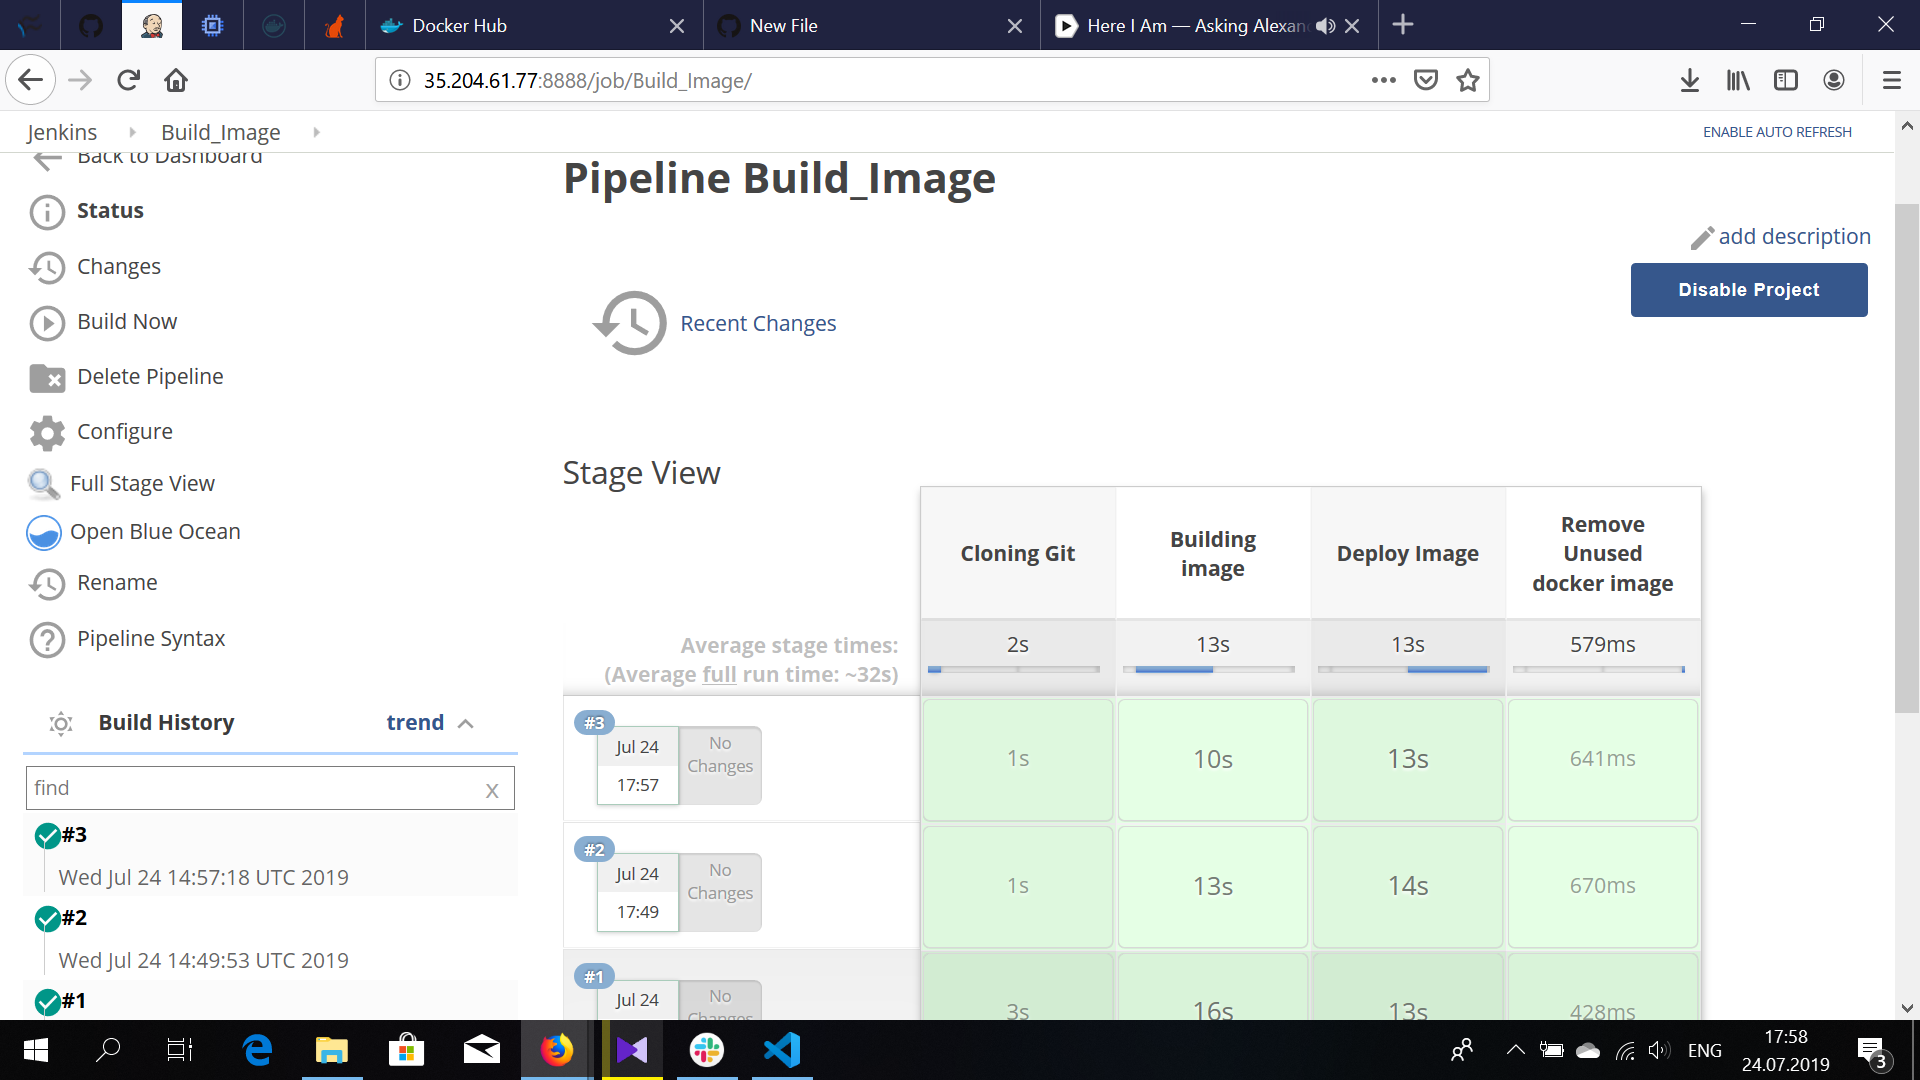 Docker Hub
New File
Here I Am — Asking Alexan
35.204.61.77:8888/job/Build_Image/
Jenkins
Build_Image
ENABLE AUTO REFRESH
Back to Dashboard
Status
Changes
Build Now
Delete Pipeline
Configure
Full Stage View
Open Blue Ocean
Rename
Pipeline Syntax
Build History
trend
find
x
#3
Wed Jul 24 14:57:18 UTC 2019
#2
Wed Jul 24 14:49:53 UTC 2019
#1
Pipeline Build_Image
add description
Disable Project
Recent Changes
Stage View
Cloning Git
Building
image
Deploy Image
Remove
Unused
docker image
Average stage times:
(Average full run time: ~32s)
2s
13s
13s
579ms
#3
Jul 24
17:57
No
Changes
1s
10s
13s
641ms
#2
Jul 24
17:49
No
Changes
1s
13s
14s
670ms
#1
Jul 24
No
Changes
3s
16s
13s
428ms
ENG
17:58
24.07.2019
3